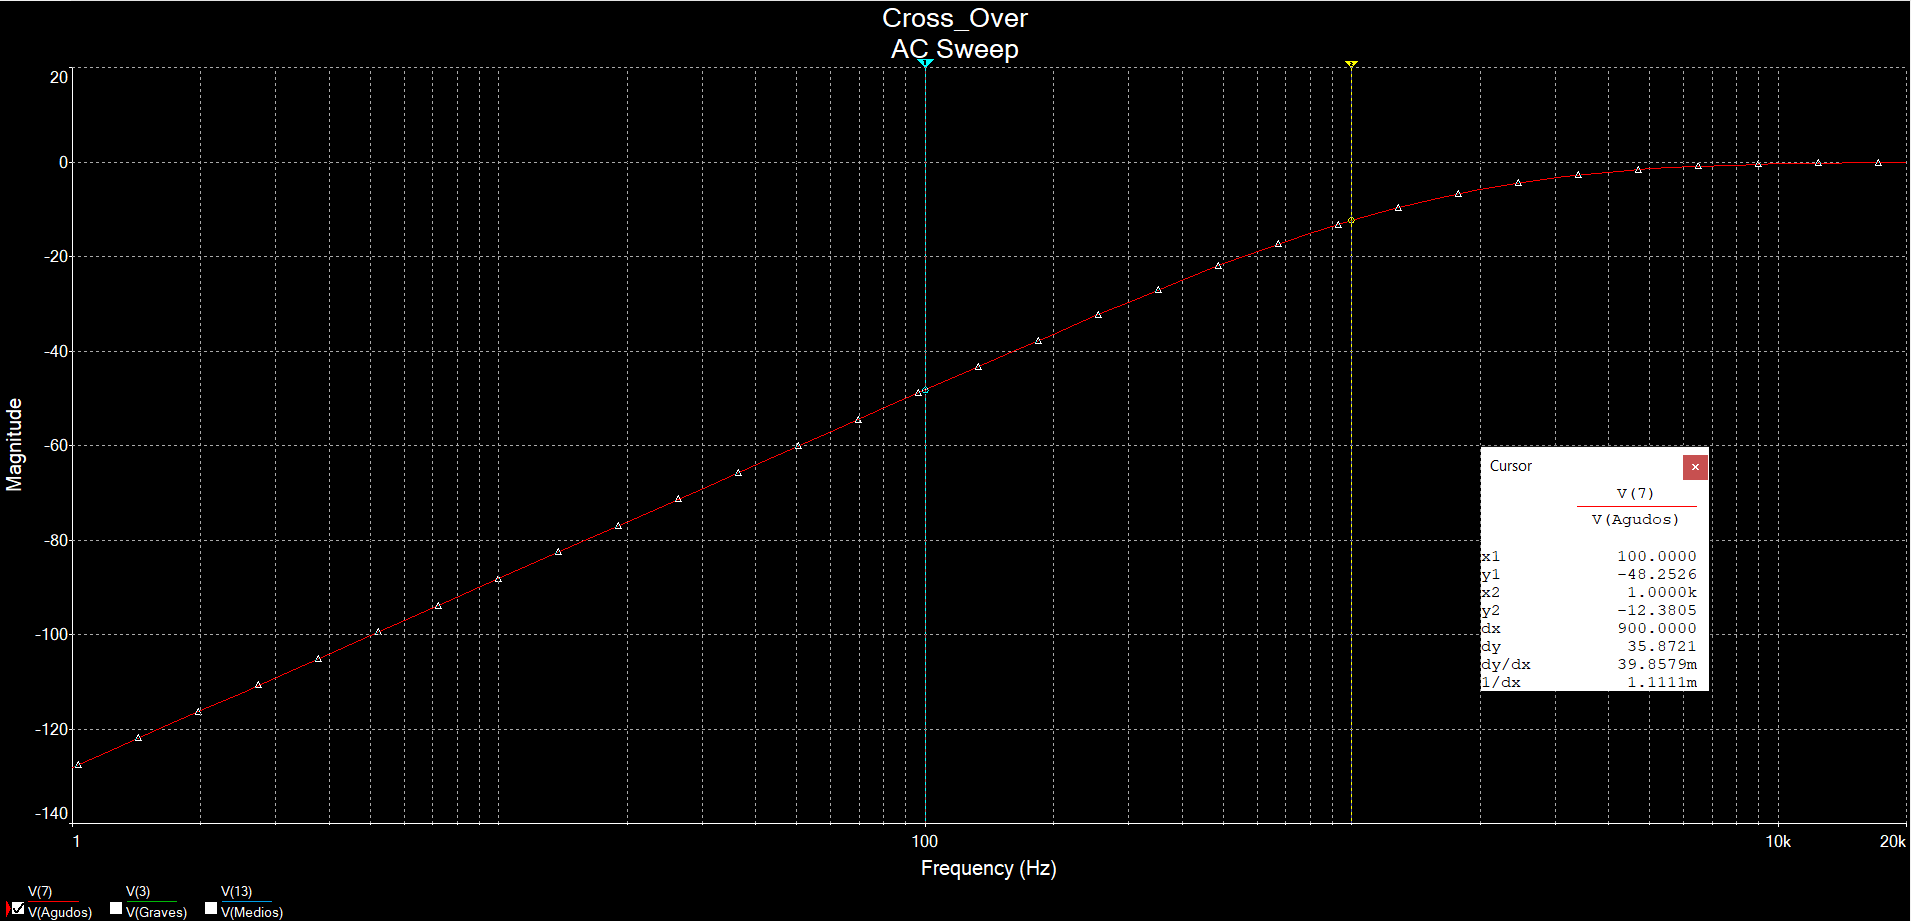 Cross_Over
AC Sweep
20
0
-20
-40
-60
-80
-100
-120
-140
Magnitude
1
100
10k
20k
Frequency (Hz)
Cursor
V(7)
V(Agudos)
x1 100.0000
y1 -48.2526
x2 1.0000k
y2 -12.3805
dx 900.0000
dy 35.8721
dy/dx 39.8579m
1/dx 1.1111m
V(7) V(3) V(13)
V(Agudos) V(Graves) V(Medios)